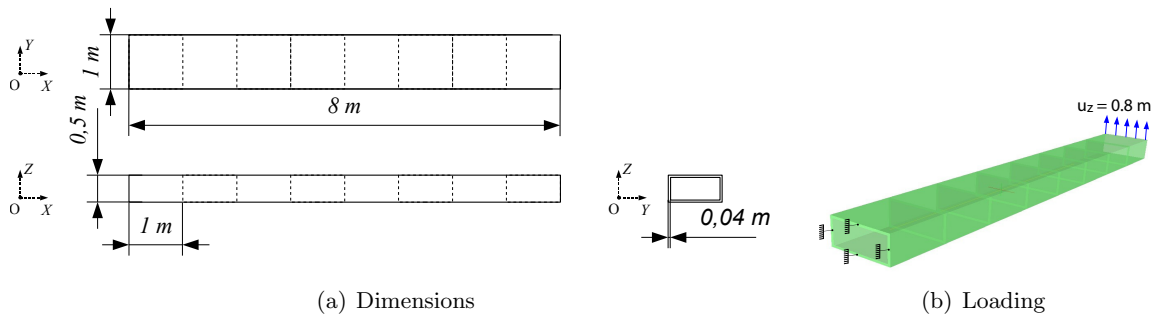 Y
O
X
1 m
8 m
0,5 m
Z
O
X
1 m
Z
O
Y
0,04 m
uz = 0.8 m
(a) Dimensions
(b) Loading